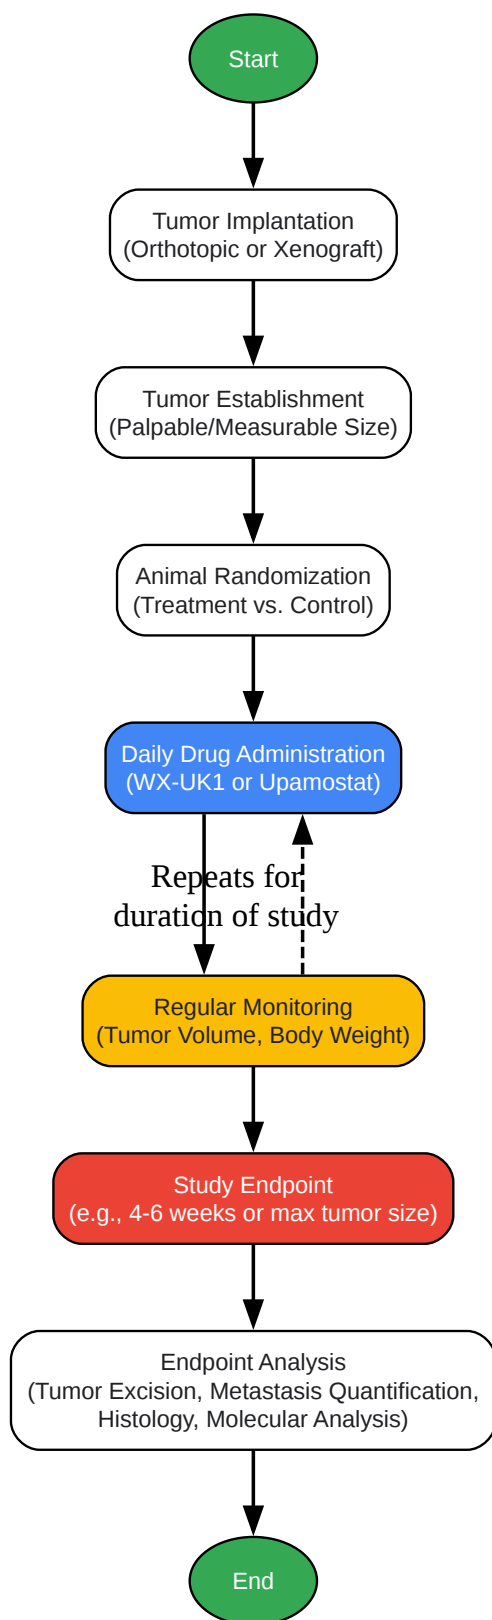 Start
Tumor Implantation
(Orthotopic or Xenograft)
Tumor Establishment
(Palpable/Measurable Size)
Animal Randomization
(Treatment vs. Control)
Daily Drug Administration
(WX-UK1 or Upamostat)
Repeats for
duration of study
Regular Monitoring
(Tumor Volume, Body Weight)
Study Endpoint
(e.g., 4-6 weeks or max tumor size)
Endpoint Analysis
(Tumor Excision, Metastasis Quantification,
Histology, Molecular Analysis)
End